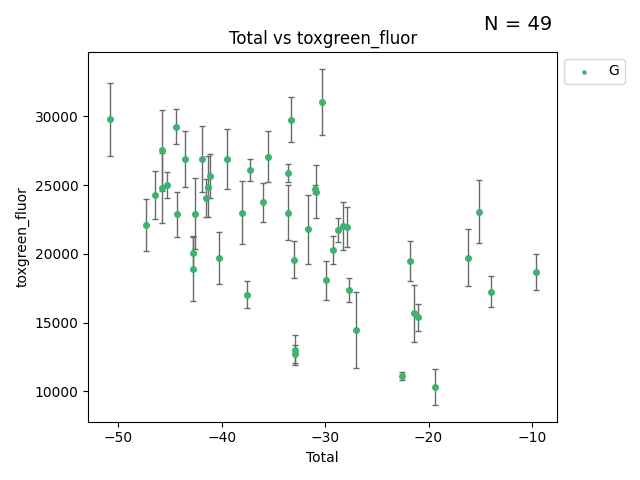 N = 49
Total vs toxgreen_fluor
G
30000
25000
20000
15000
10000
toxgreen_fluor
−50
−40
−30
−20
−10
Total